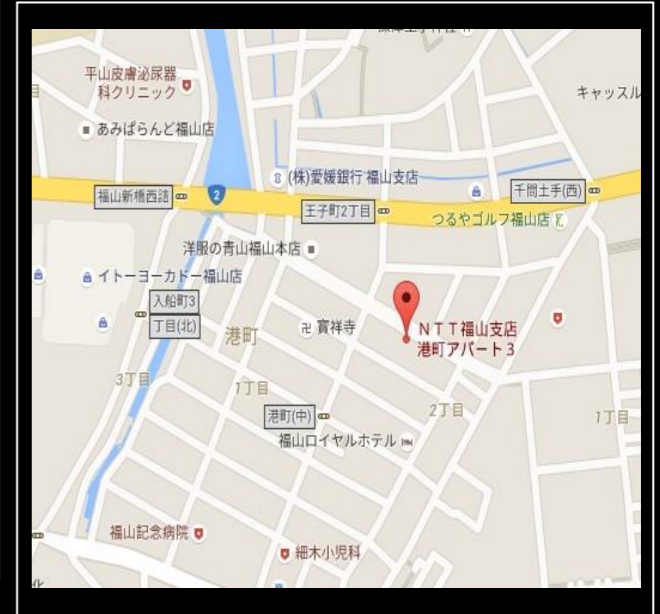 平山皮膚泌尿器
科クリニック
キャッスル
あみぱらんど福山店
(株)愛媛銀行 福山支店
福山新橋西詰
2
王子町2丁目
千間土手(西)
つるやゴルフ福山店
洋服の青山福山本店
イトーヨーカドー福山店
入船町3
丁目(北)
港町
寳祥寺
NTT福山支店
港町アパート3
3丁目
1丁目
2丁目
1丁目
港町(中)
福山ロイヤルホテル
福山記念病院
細木小児科